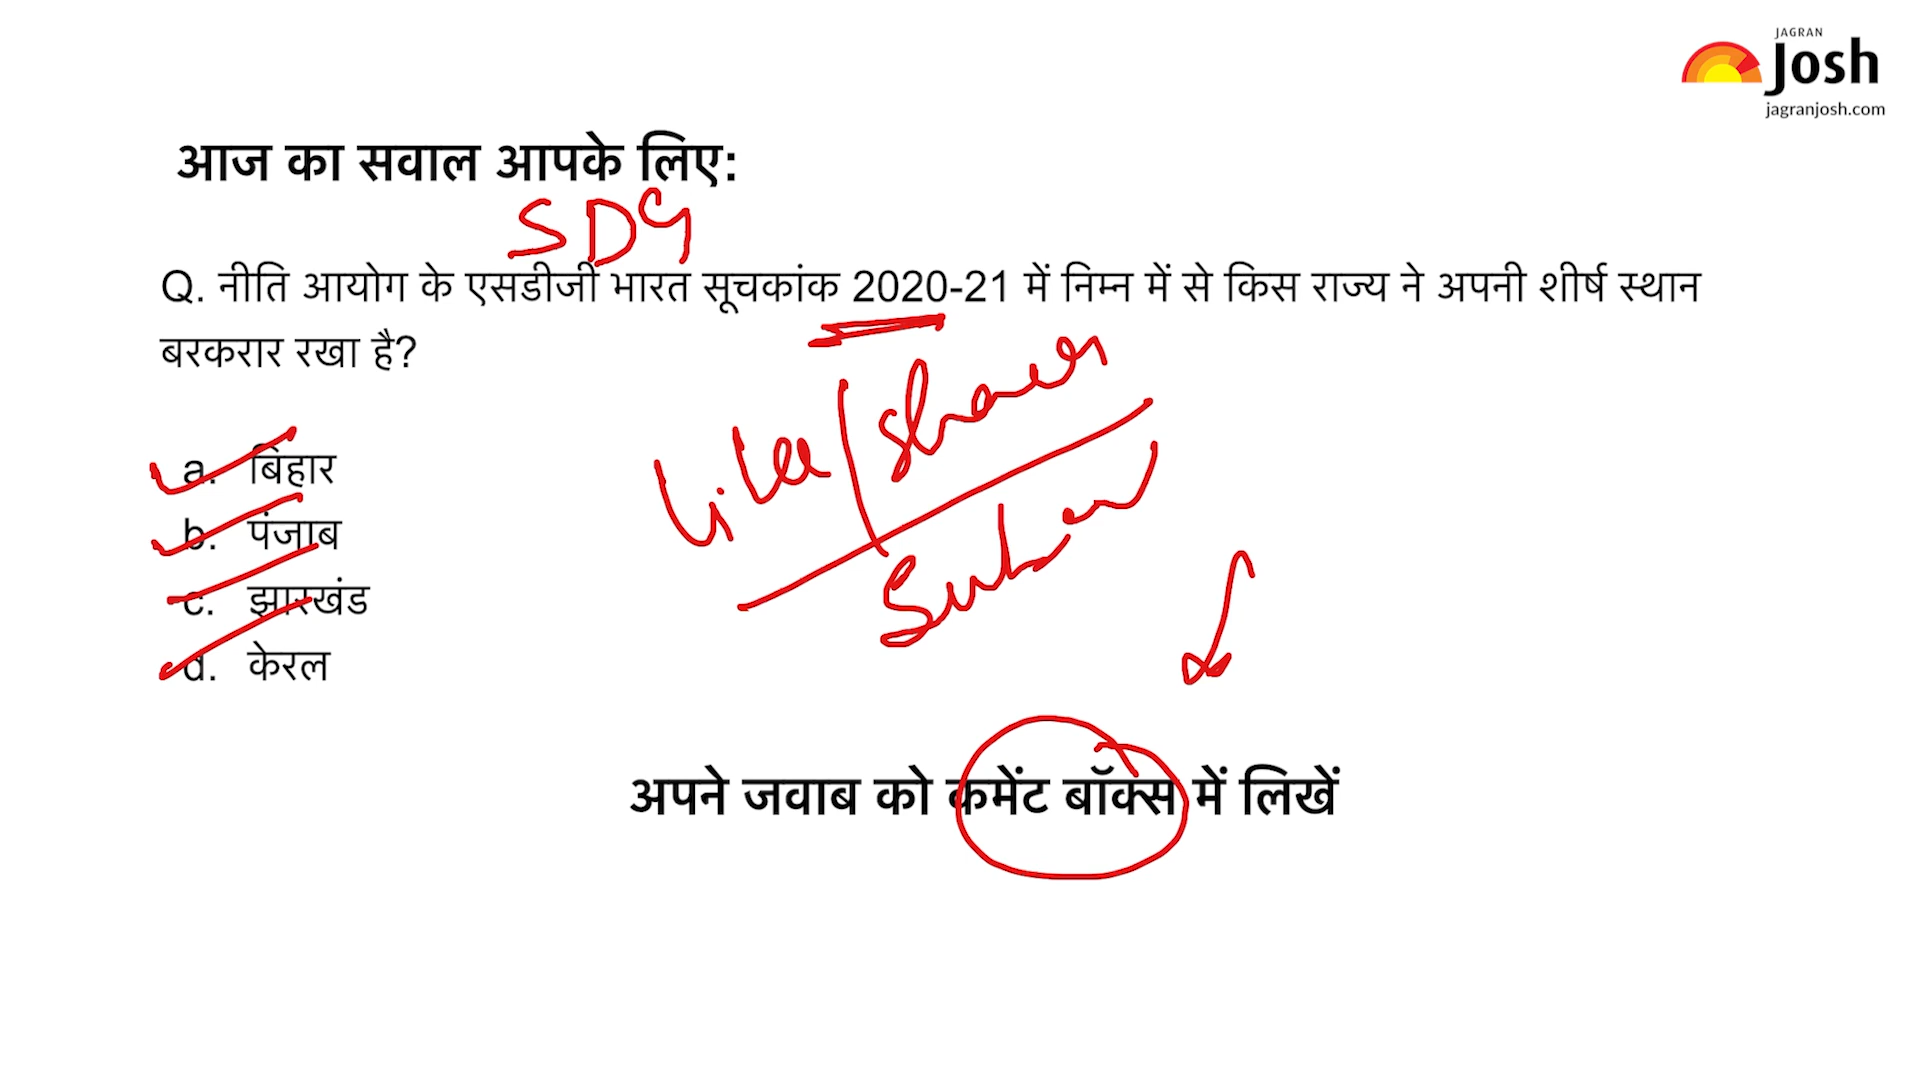 JAGRAN
Josh
jagranjosh.com
आज का सवाल आपके लिए:
SDG
Q. नीति आयोग के एसडीजी भारत सूचकांक 2020-21 में निम्न में से किस राज्य ने अपनी शीर्ष स्थान
बरकरार रखा है?
like / share
a. बिहार
b. पंजाब
c. झारखंड
d. केरल
अपने जवाब को कमेंट बॉक्स में लिखें